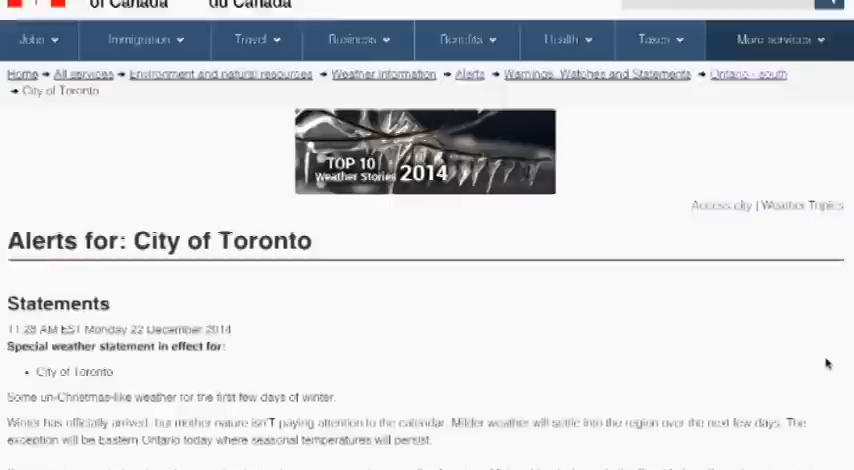 of Canada du Canada
Jobs Immigration Travel Business Benefits Health Taxes More services
Home → All services → Environment and natural resources → Weather information → Alerts → Warnings, Watches and Statements → Ontario - south
→ City of Toronto
TOP 10
Weather Stories 2014
Access city | Weather Topics
Alerts for: City of Toronto
Statements
11:28 AM EST Monday 22 December 2014
Special weather statement in effect for:
• City of Toronto
Some un-Christmas-like weather for the first few days of winter.
Winter has officially arrived, but mother nature isn'T paying attention to the calendar. Milder weather will settle into the region over the next few days. The
exception will be Eastern Ontario today where seasonal temperatures will persist.